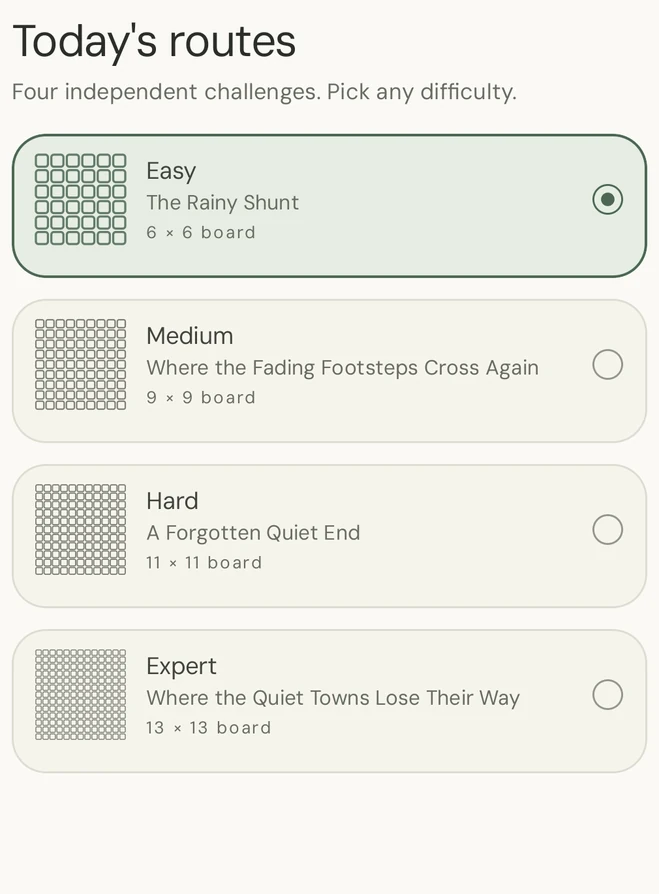 Today's routes
Four independent challenges. Pick any difficulty.
Easy
The Rainy Shunt
6 × 6 board
Medium
Where the Fading Footsteps Cross Again
9 × 9 board
Hard
A Forgotten Quiet End
11 × 11 board
Expert
Where the Quiet Towns Lose Their Way
13 × 13 board